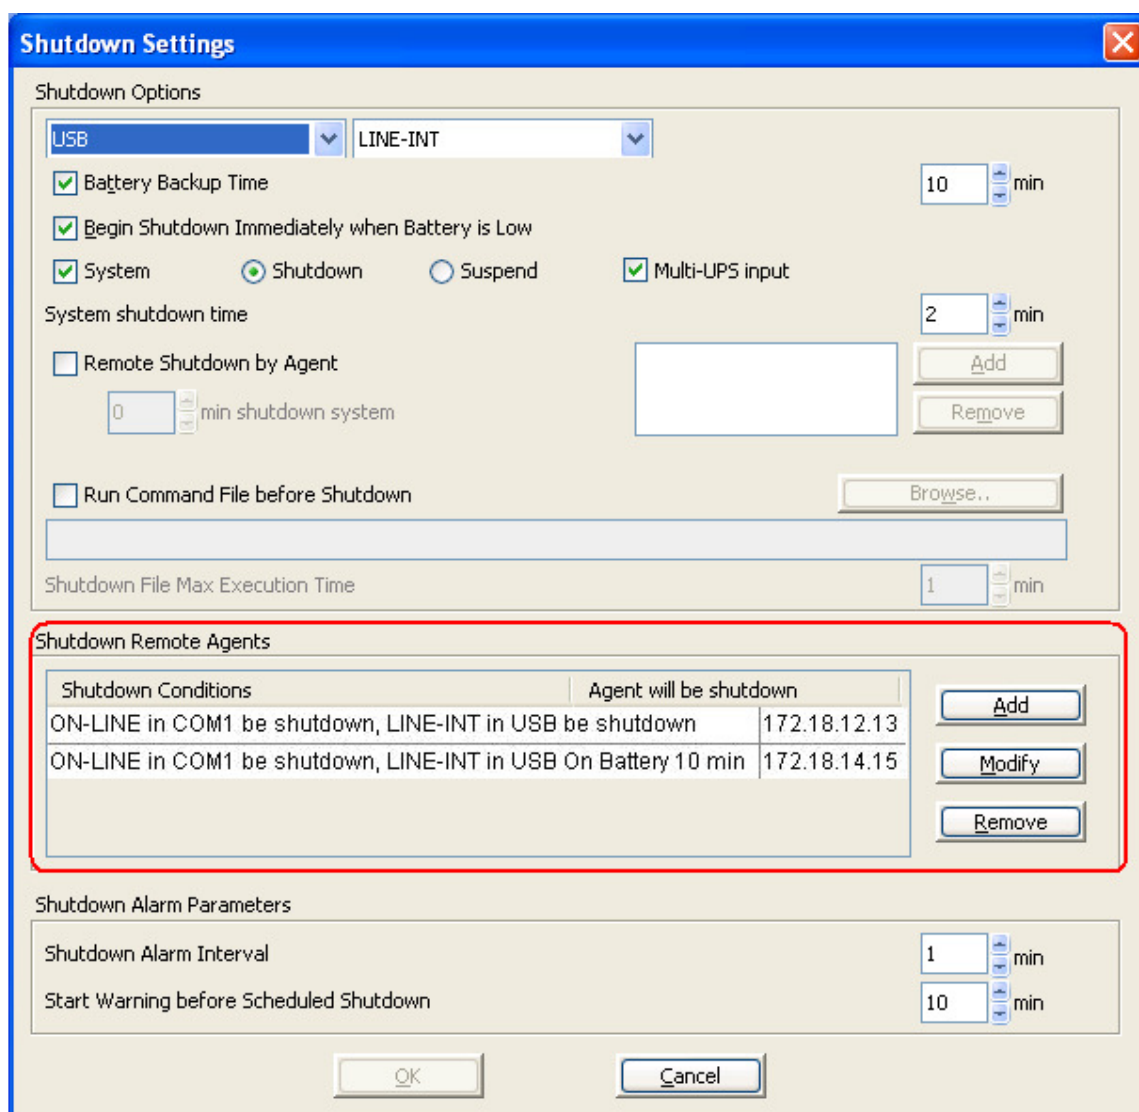 Shutdown Settings
Shutdown Options
USB LINE-INT
Battery Backup Time 10 min
Begin Shutdown Immediately when Battery is Low
System Shutdown Suspend Multi-UPS input
System shutdown time 2 min
Remote Shutdown by Agent Add
0 min shutdown system Remove
Run Command File before Shutdown Browse..
Shutdown File Max Execution Time 1 min
Shutdown Remote Agents
Shutdown Conditions Agent will be shutdown
Add
ON-LINE in COM1 be shutdown, LINE-INT in USB be shutdown 172.18.12.13
ON-LINE in COM1 be shutdown, LINE-INT in USB On Battery 10 min 172.18.14.15
Modify
Remove
Shutdown Alarm Parameters
Shutdown Alarm Interval 1 min
Start Warning before Scheduled Shutdown 10 min
OK Cancel